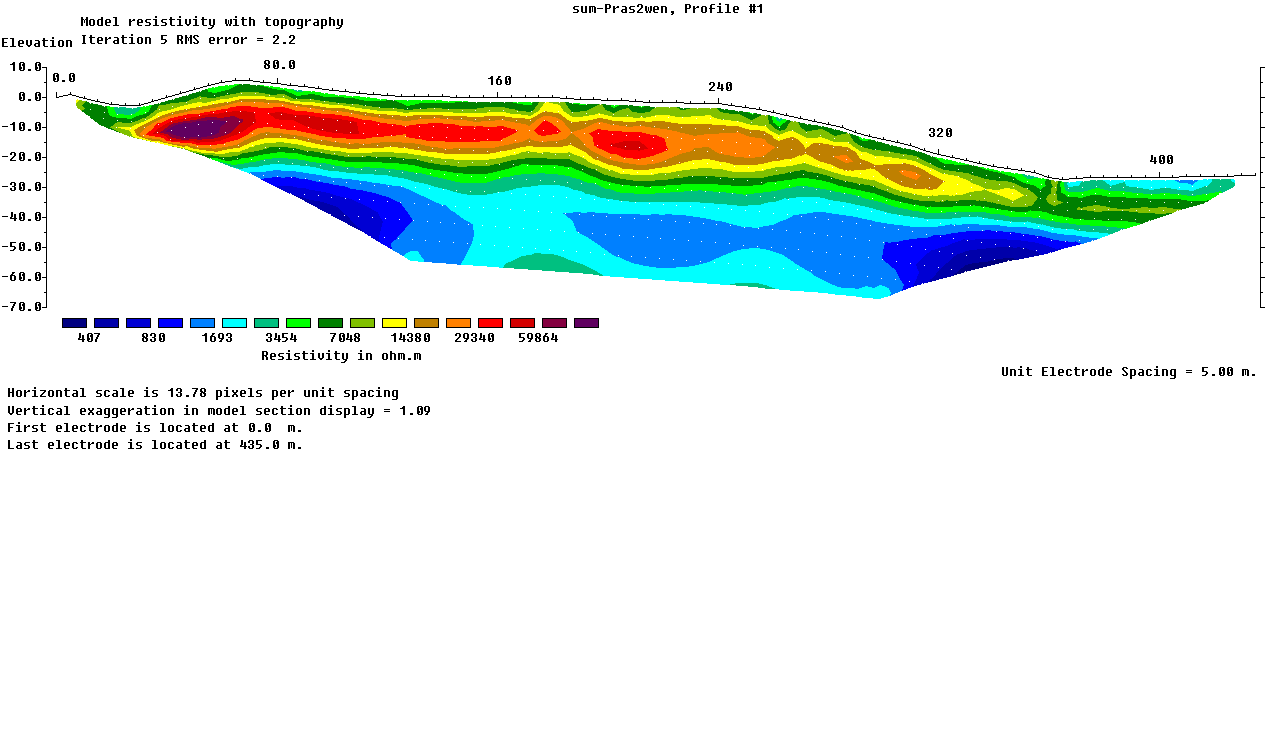 sum-Pras2wen, Profile #1
Model resistivity with topography
Elevation Iteration 5 RMS error = 2.2
10.0 0.0 80.0 160 240 320 400
0.0
-10.0
-20.0
-30.0
-40.0
-50.0
-60.0
-70.0
407 830 1693 3454 7048 14380 29340 59864
Resistivity in ohm.m
Unit Electrode Spacing = 5.00 m.
Horizontal scale is 13.78 pixels per unit spacing
Vertical exaggeration in model section display = 1.09
First electrode is located at 0.0 m.
Last electrode is located at 435.0 m.